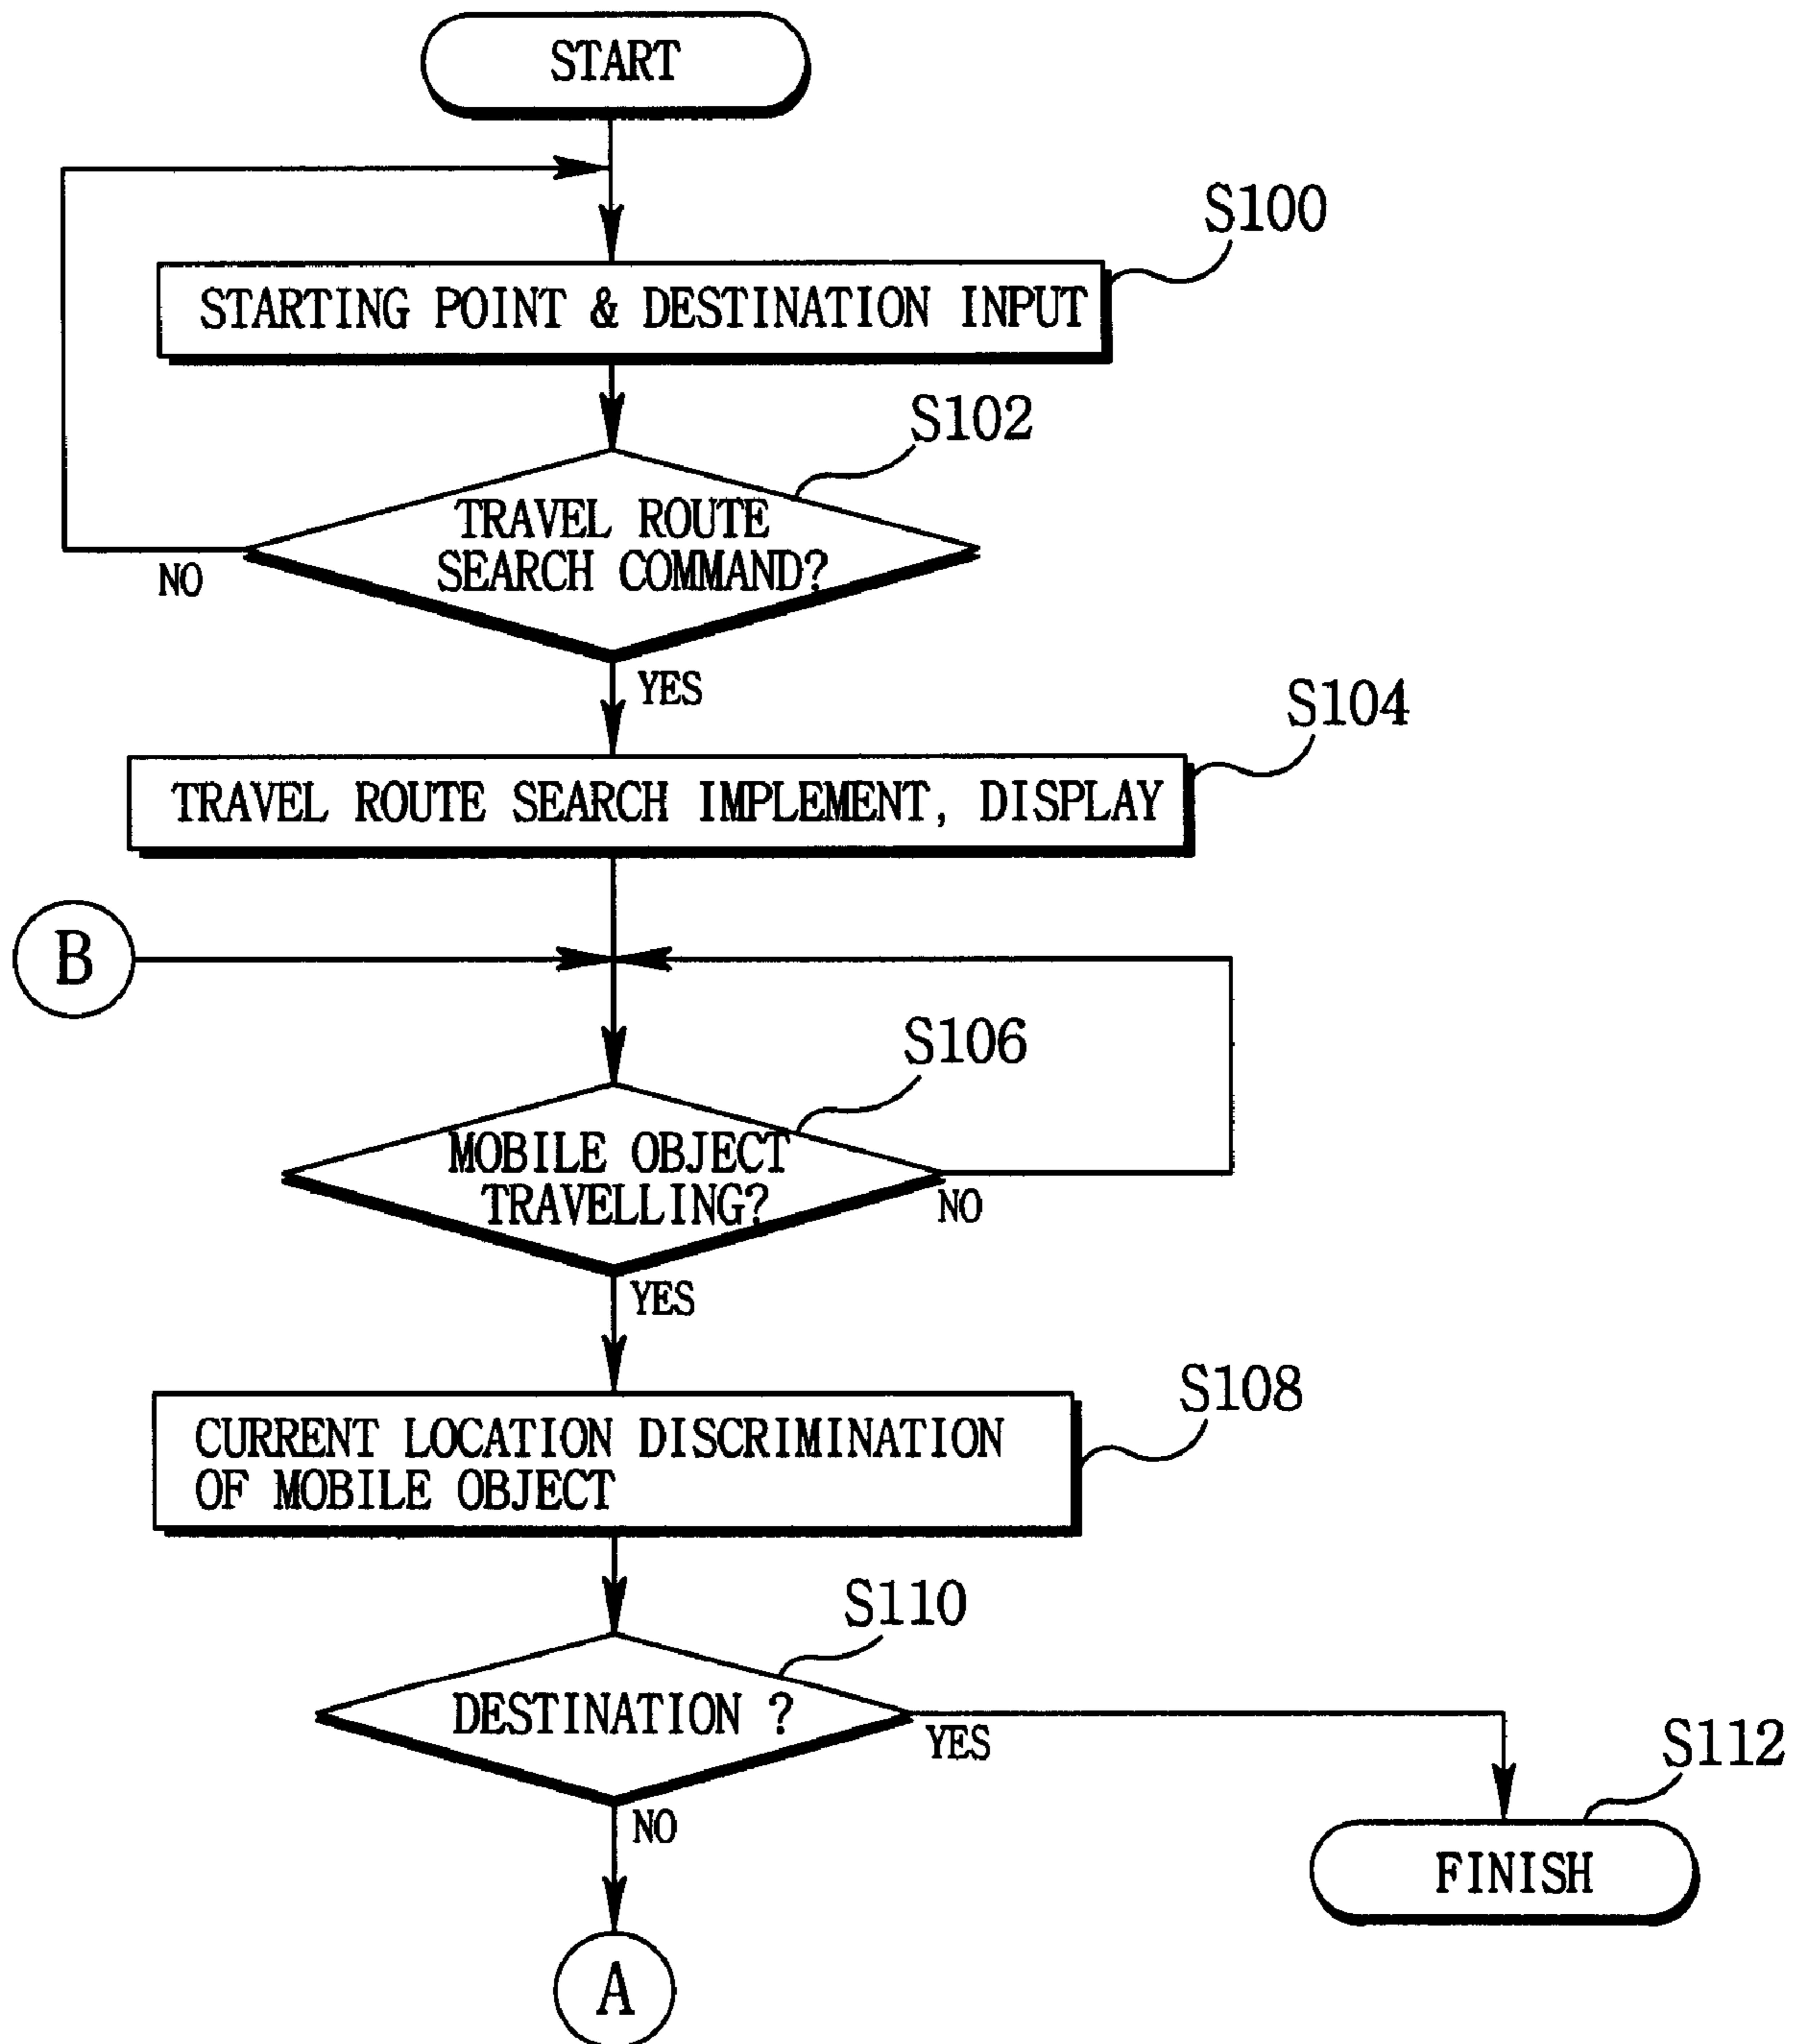 START
S100
STARTING POINT & DESTINATION INPUT
S102
TRAVEL ROUTE
SEARCH COMMAND?
NO
YES
S104
TRAVEL ROUTE SEARCH IMPLEMENT, DISPLAY
B
S106
MOBILE OBJECT
TRAVELLING?
NO
YES
S108
CURRENT LOCATION DISCRIMINATION
OF MOBILE OBJECT
S110
DESTINATION ?
YES
S112
NO
FINISH
A